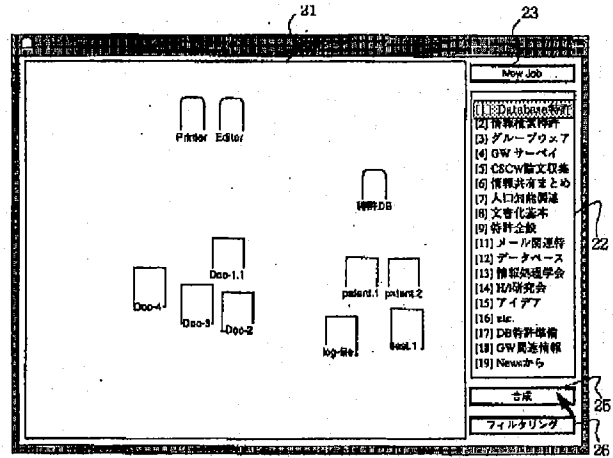 21
23
New Job
Printer Editor
特許DB
Doc-1.1
Doc-4
Doc-3
Doc-2
patent.1 patent.2
log-file
test.1
[1] Database特許
[2] 情報検索特許
[3] グループウェア
[4] GW サーベイ
[5] CSCW論文収集
[6] 情報共有まとめ
[7] 人工知能関連
[8] 文書化基本
[9] 特許全般
[11] メール関連特
[12] データベース
[13] 情報処理学会
[14] HI研究会
[15] アイデア
[16] etc.
[17] DB特許準備
[18] GW関連情報
[19] Newsから
22
合成
25
フィルタリング
26